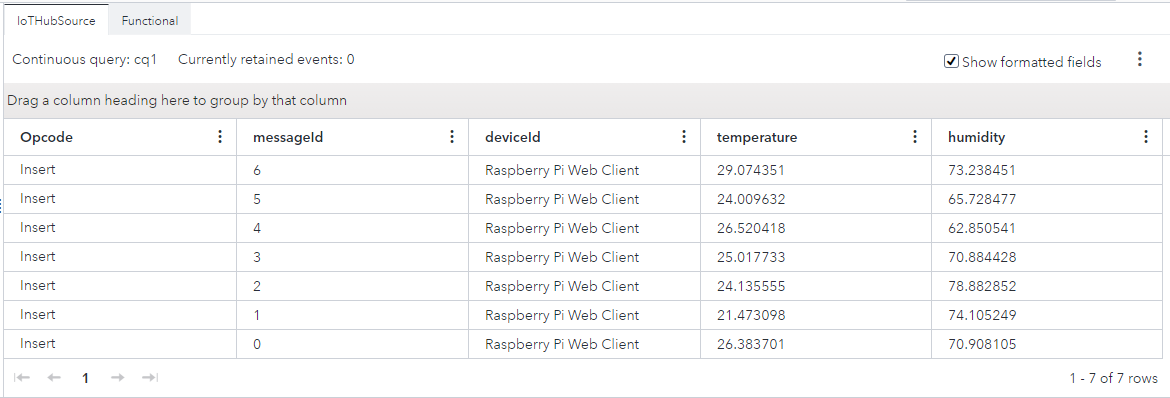 IoTHubSource Functional
Continuous query: cq1 Currently retained events: 0 Show formatted fields
Drag a column heading here to group by that column
Opcode messageId deviceId temperature humidity
Insert 6 Raspberry Pi Web Client 29.074351 73.238451
Insert 5 Raspberry Pi Web Client 24.009632 65.728477
Insert 4 Raspberry Pi Web Client 26.520418 62.850541
Insert 3 Raspberry Pi Web Client 25.017733 70.884428
Insert 2 Raspberry Pi Web Client 24.135555 78.882852
Insert 1 Raspberry Pi Web Client 21.473098 74.105249
Insert 0 Raspberry Pi Web Client 26.383701 70.908105
1 1 - 7 of 7 rows